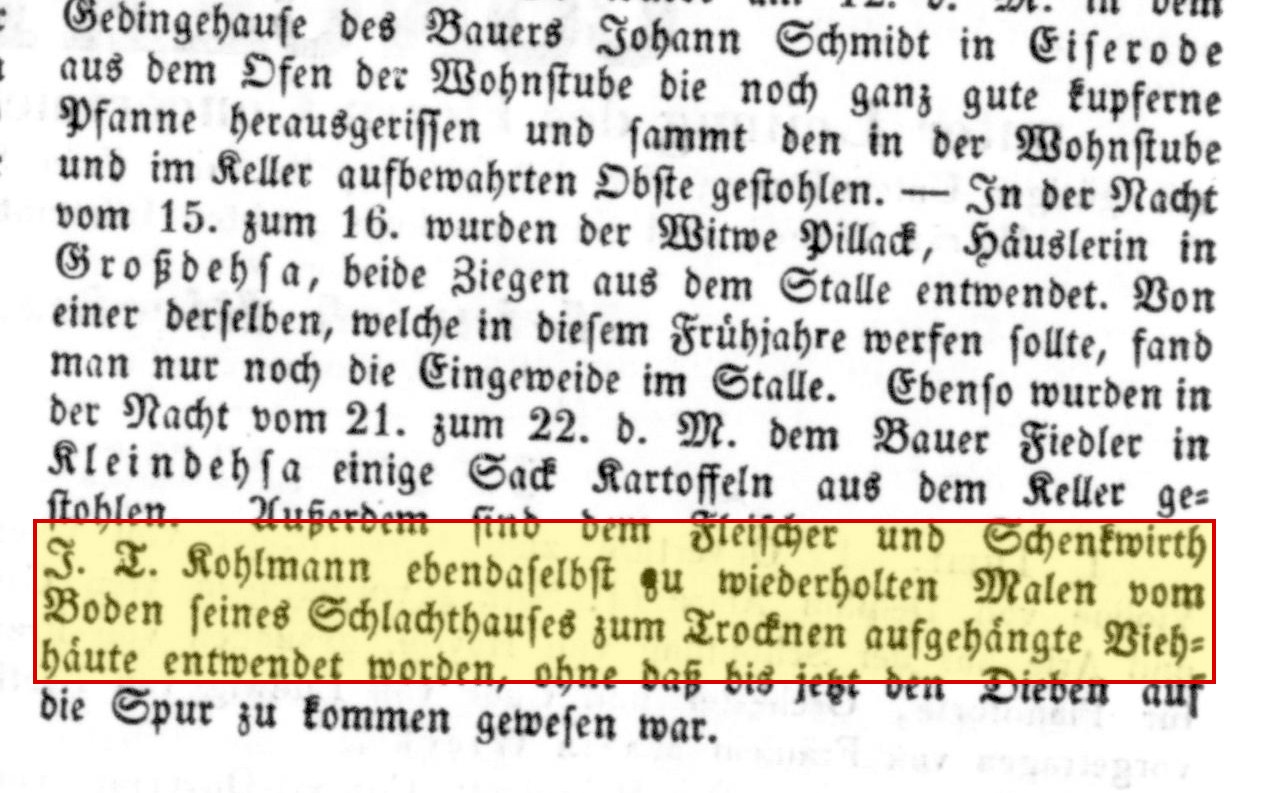 12. d. M. in dem
Gedingehause des Bauers Johann Schmidt in Eiserode
aus dem Ofen der Wohnstube die noch ganz gute kupferne
Pfanne herausgerissen und sammt den in der Wohnstube
und im Keller aufbewahrten Obste gestohlen. — In der Nacht
vom 15. zum 16. wurden der Witwe Pillack, Häuslerin in
Großdehsa, beide Ziegen aus dem Stalle entwendet. Von
einer derselben, welche in diesem Frühjahre werfen sollte, fand
man nur noch die Eingeweide im Stalle. Ebenso wurden in
der Nacht vom 21. zum 22. d. M. dem Bauer Fiedler in
Kleindehsa einige Sack Kartoffeln aus dem Keller ge-
stohlen. Außerdem sind dem Fleischer und Schenkwirth
J. T. Kohlmann ebendaselbst zu wiederholten Malen vom
Boden seines Schlachthauses zum Trocknen aufgehängte Vieh-
häute entwendet worden, ohne daß bis jetzt den Dieben auf
die Spur zu kommen gewesen war.